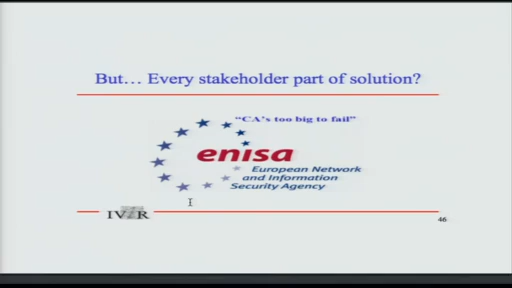 But… Every stakeholder part of solution?
"CA's too big to fail"
enisa
European Network
and Information
Security Agency
IViR
46